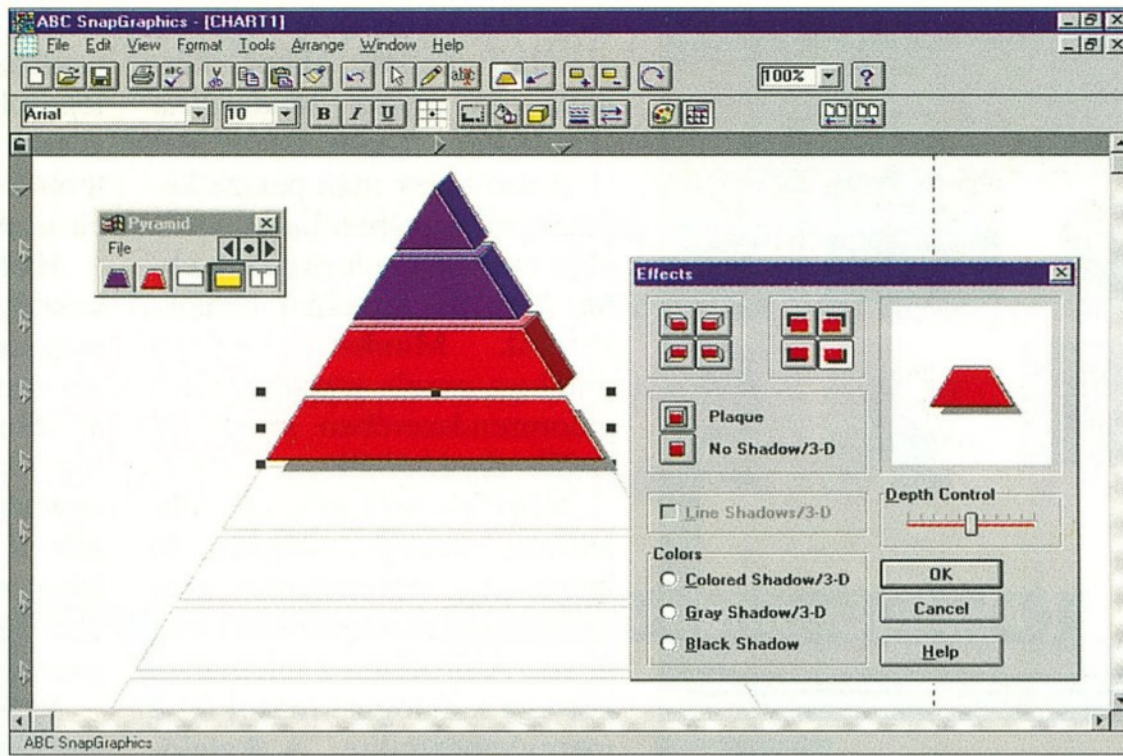 ABC SnapGraphics - [CHART1]
File Edit View Format Tools Arrange Window Help
abc abc 100% ?
Arial 10 B I U
Pyramid
File
Effects
Plaque
No Shadow/3-D
Line Shadows/3-D
Depth Control
Colors
Colored Shadow/3-D
Gray Shadow/3-D
Black Shadow
OK
Cancel
Help
ABC SnapGraphics